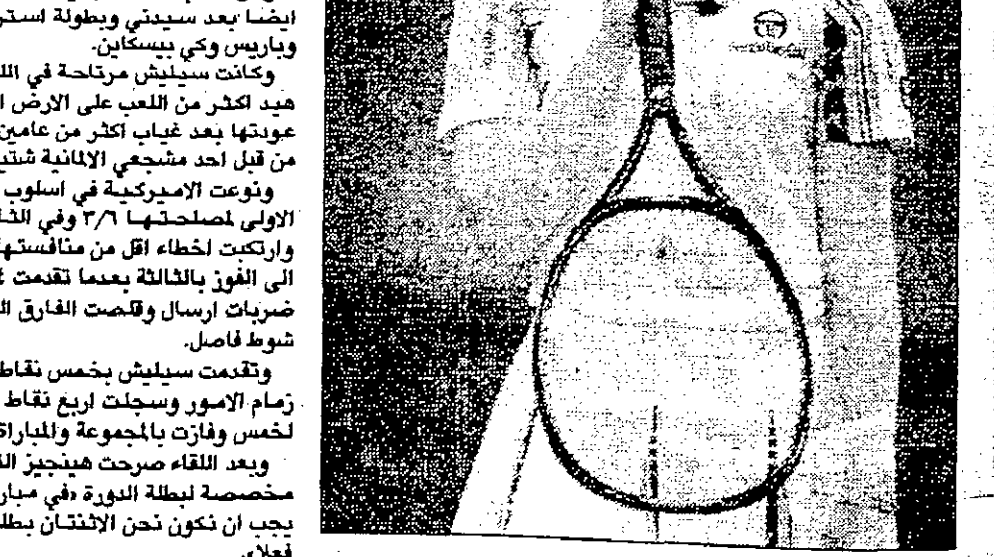 ايضا بعد سيدني وبطولة استر
وباريس وكي بيسكاين.
وكانت سيليش مرتاحة في الل
هيد اكثر من اللعب على الارض ا
عودتها بعد غياب اكثر من عامين
من قبل احد مشجعي الالمانية شتي
ونوعت الاميركية في اسلوب
الاولى لمصلحتها ٣/٦ وفي الثا
وارتكبت اخطاء اقل من منافستها
الى الفوز بالثالثة بعدما تقدمت
ضربات ارسال وقلصت الفارق ال
شوط فاصل.
وتقدمت سيليش بخمس نقاط
زمام الامور وسجلت اربع نقاط
لخمس وفازت بالمجموعة والمباراة
وبعد اللقاء صرحت هينجيز الن
مخصصة لبطلة الدورة «في مبار
يجب ان نكون نحن الاثنتان بطلا
فعلا».